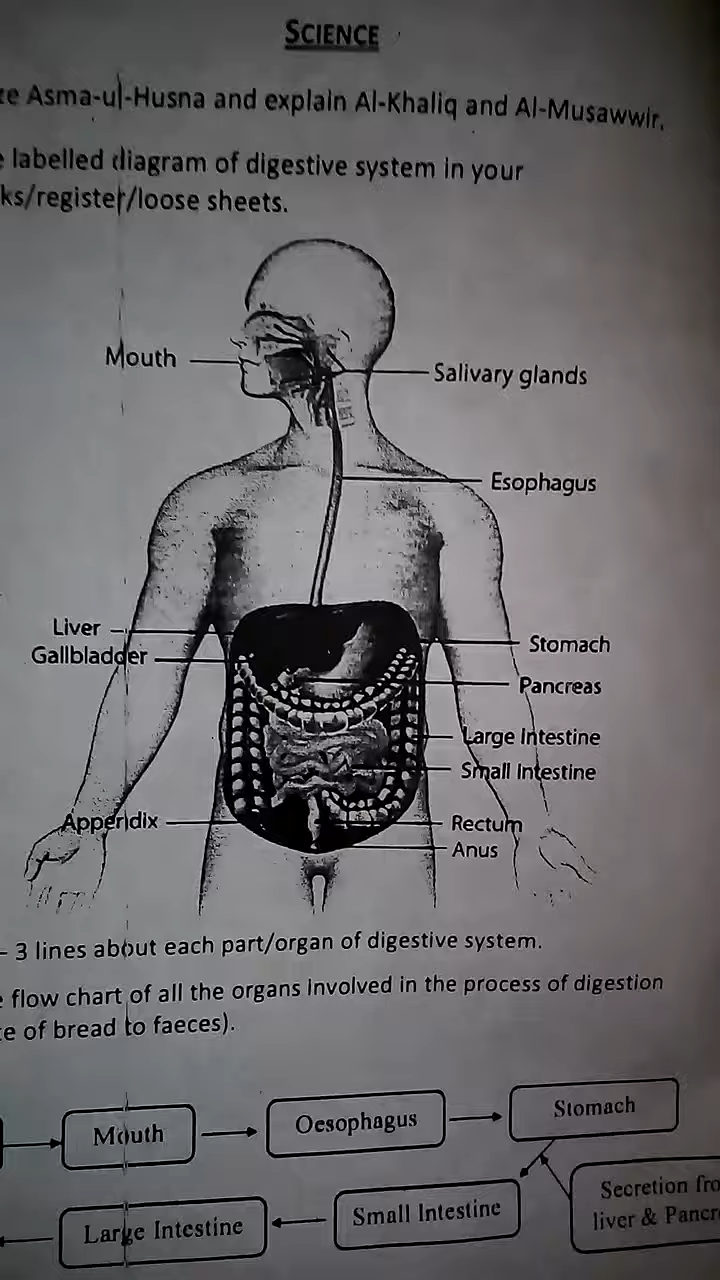 SCIENCE
Asma-ul-Husna and explain Al-Khaliq and Al-Musawwir.
labelled diagram of digestive system in your
ks/register/loose sheets.
Mouth
Salivary glands
Esophagus
Liver
Stomach
Gallbladder
Pancreas
Large Intestine
Small Intestine
Appendix
Rectum
Anus
– 3 lines about each part/organ of digestive system.
flow chart of all the organs involved in the process of digestion
of bread to faeces).
Mouth
Oesophagus
Stomach
Secretion fro
liver & Pancr
Small Intestine
Large Intestine